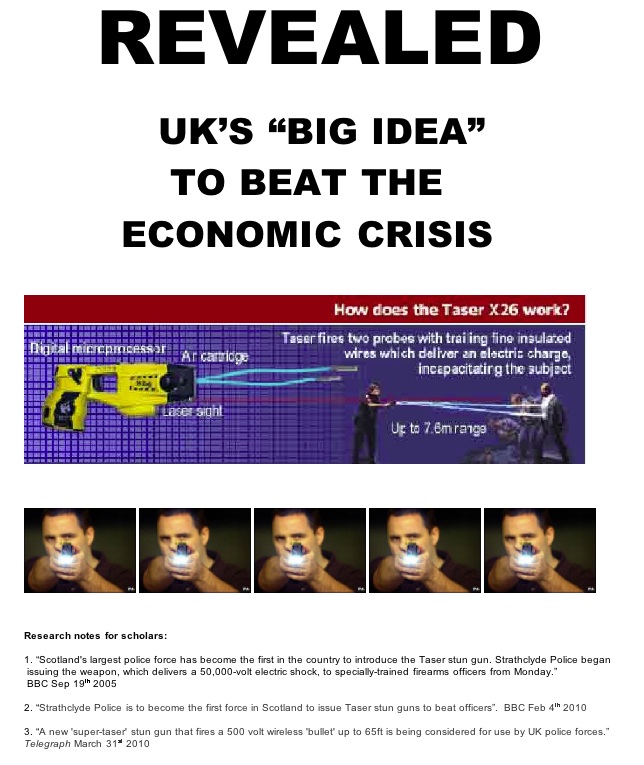 REVEALED
UK’S “BIG IDEA”
TO BEAT THE
ECONOMIC CRISIS
How does the Taser X26 work?
Digital microprocessor
Air cartridge
Laser sight
Taser fires two probes with trailing fine insulated
wires which deliver an electric charge,
incapacitating the subject
Up to 7.6m range
Research notes for scholars:
1. “Scotland's largest police force has become the first in the country to introduce the Taser stun gun. Strathclyde Police began
issuing the weapon, which delivers a 50,000-volt electric shock, to specially-trained firearms officers from Monday.”
BBC Sep 19th 2005
2. “Strathclyde Police is to become the first force in Scotland to issue Taser stun guns to beat officers”.  BBC Feb 4th 2010
3. “A new 'super-taser' stun gun that fires a 500 volt wireless 'bullet' up to 65ft is being considered for use by UK police forces.”
Telegraph March 31st 2010